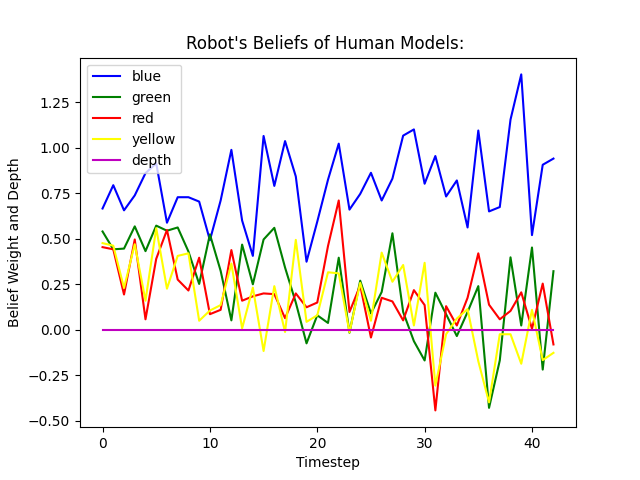 Robot's Beliefs of Human Models:
blue
green
red
yellow
depth
1.25
1.00
0.75
0.50
0.25
0.00
−0.25
−0.50
Belief Weight and Depth
0 10 20 30 40
Timestep